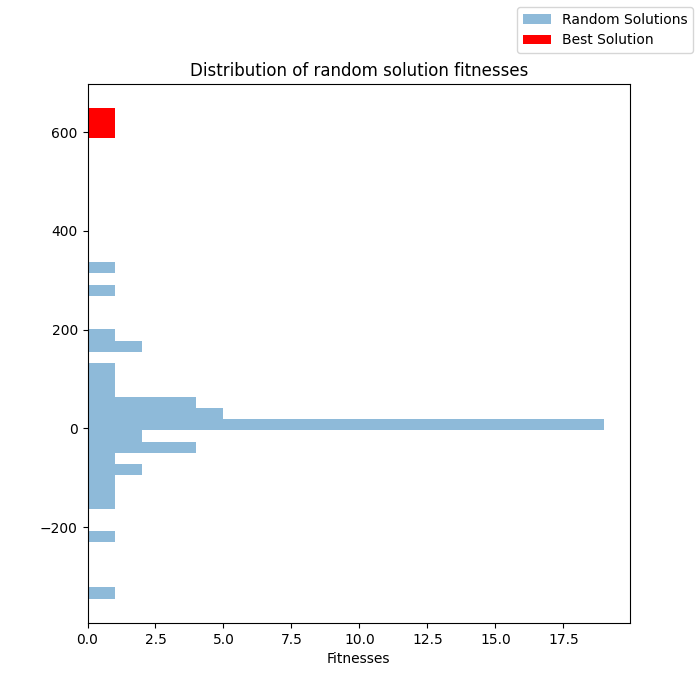 Random Solutions
Best Solution
Distribution of random solution fitnesses
600
400
200
0
−200
0.0 2.5 5.0 7.5 10.0 12.5 15.0 17.5
Fitnesses